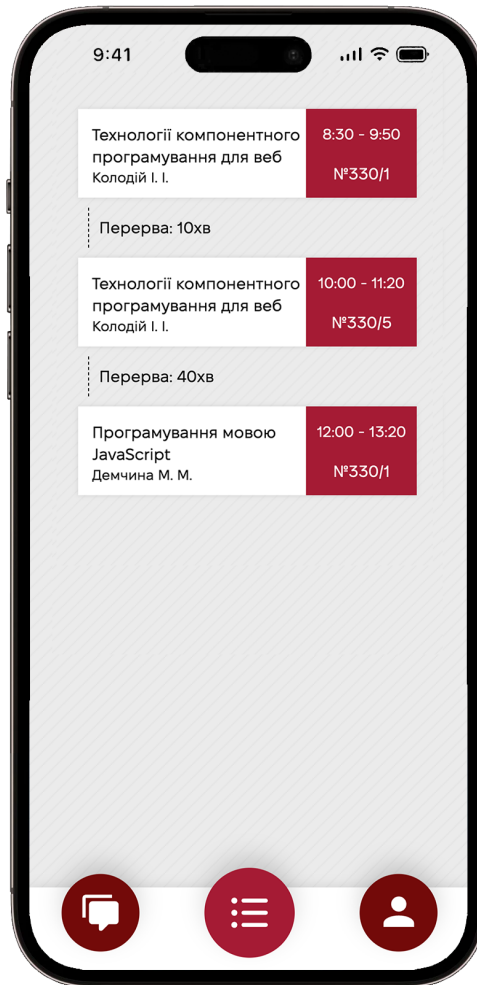 9:41
Технології компонентного
програмування для веб
Колодій І. І.
8:30 - 9:50
№330/1
Перерва: 10хв
Технології компонентного
програмування для веб
Колодій І. І.
10:00 - 11:20
№330/5
Перерва: 40хв
Програмування мовою
JavaScript
Демчина М. М.
12:00 - 13:20
№330/1